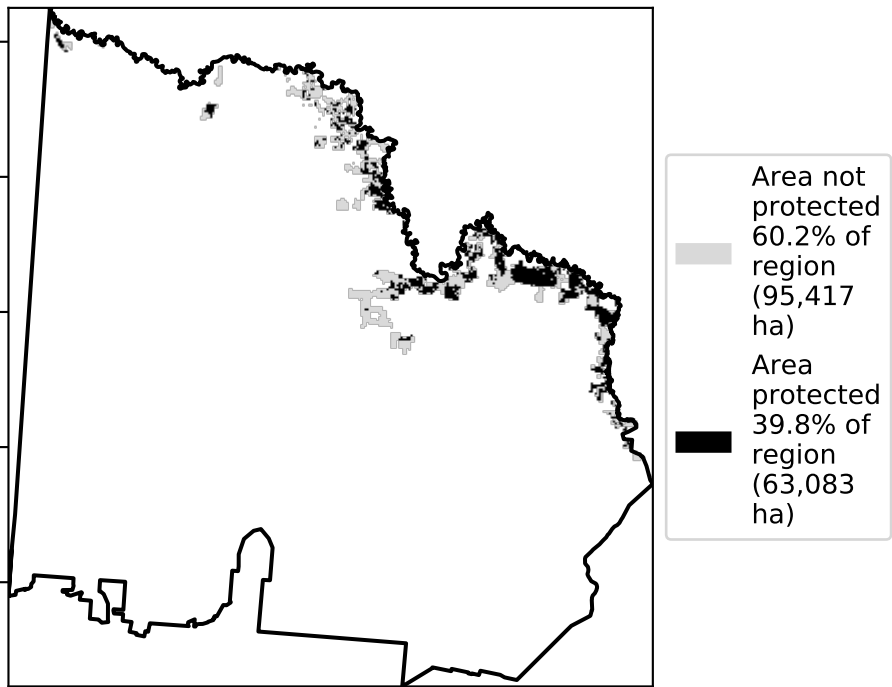 Area not
protected
60.2% of
region
(95,417
ha)
Area
protected
39.8% of
region
(63,083
ha)